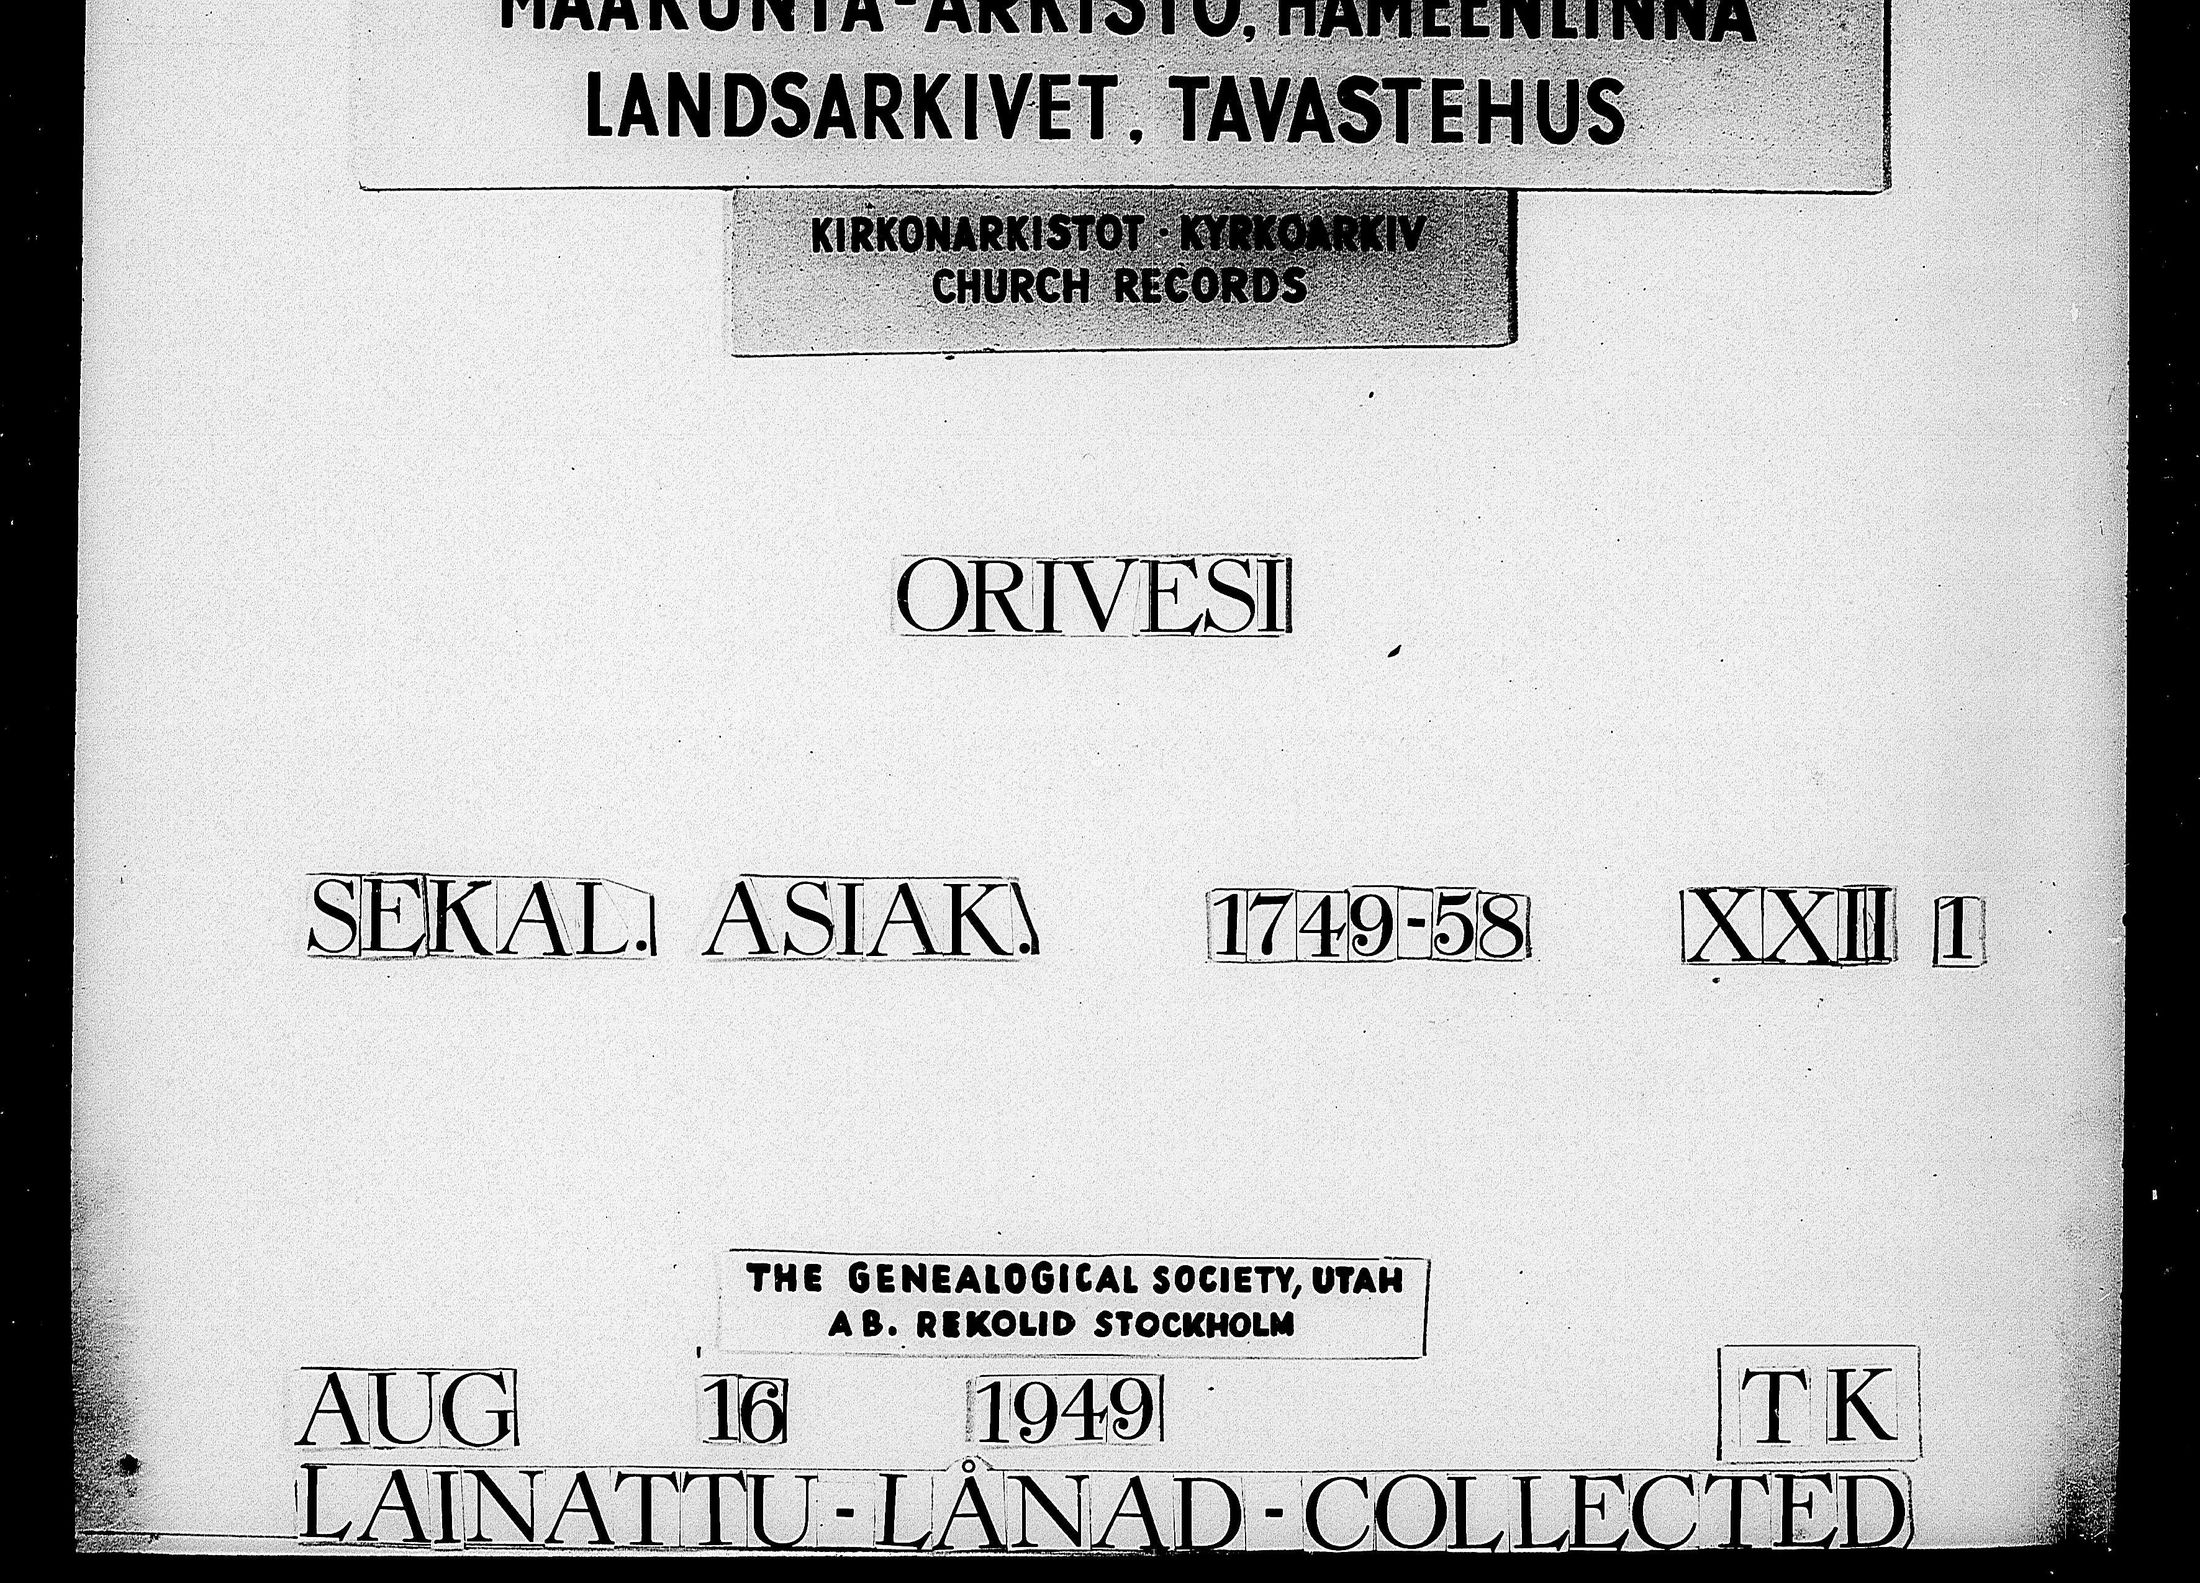 MAAKUNTA-ARKISTO, HÄMEENLINNA
LANDSARKIVET, TAVASTEHUS
KIRKONARKISTOT · KYRKOARKIV
CHURCH RECORDS
ORIVESI
SEKAL. ASIAK. 1749-58 XXIII 1
THE GENEALOGICAL SOCIETY, UTAH
AB. REKOLID STOCKHOLM
AUG 16 1949 TK
LAINATTU-LÅNAD-COLLECTED